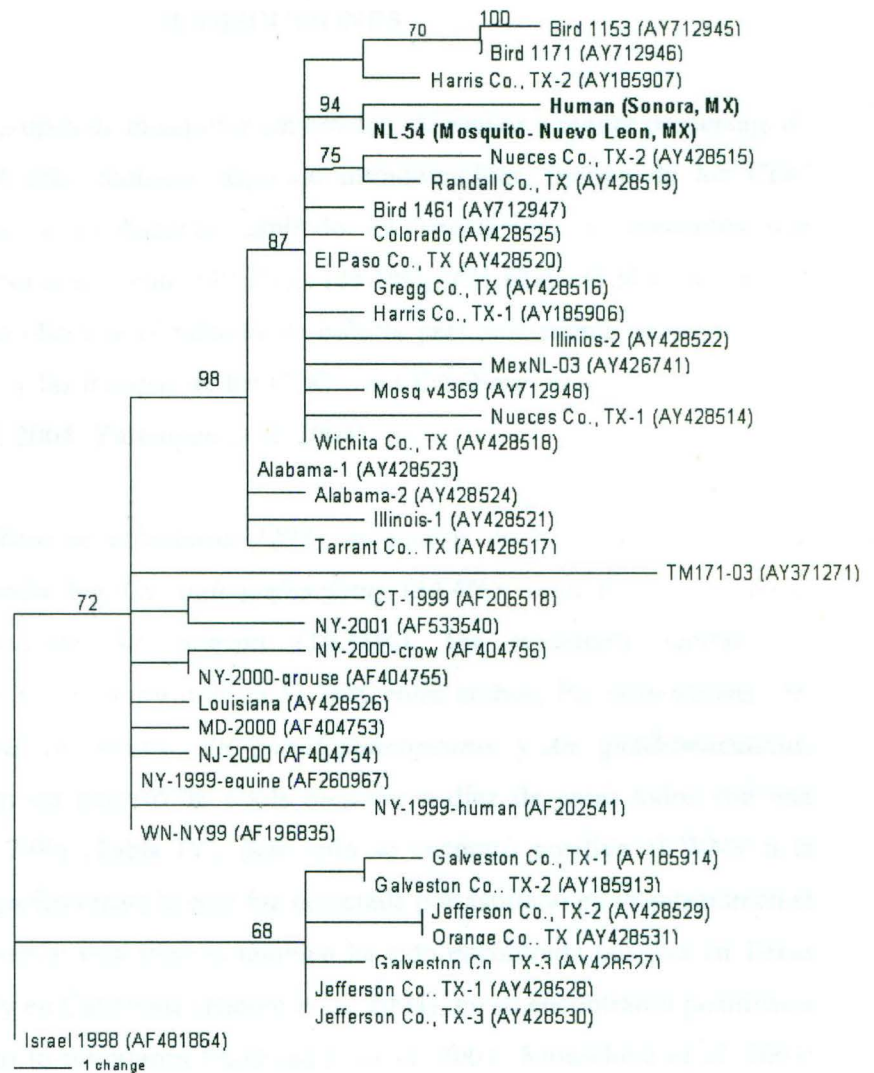 100
70
Bird 1153 (AY712945)
Bird 1171 (AY712946)
Harris Co., TX-2 (AY185907)
94
Human (Sonora, MX)
NL-54 (Mosquito- Nuevo Leon, MX)
75
Nueces Co., TX-2 (AY428515)
Randall Co., TX (AY428519)
Bird 1461 (AY712947)
87
Colorado (AY428525)
El Paso Co., TX (AY428520)
Gregg Co., TX (AY428516)
Harris Co., TX-1 (AY185906)
Illinios-2 (AY428522)
MexNL-03 (AY426741)
98
Mosq v4369 (AY712948)
Nueces Co., TX-1 (AY428514)
Wichita Co., TX (AY428518)
Alabama-1 (AY428523)
Alabama-2 (AY428524)
Illinois-1 (AY428521)
Tarrant Co., TX (AY428517)
TM171-03 (AY371271)
72
CT-1999 (AF206518)
NY-2001 (AF533540)
NY-2000-crow (AF404756)
NY-2000-grouse (AF404755)
Louisiana (AY428526)
MD-2000 (AF404753)
NJ-2000 (AF404754)
NY-1999-equine (AF260967)
NY-1999-human (AF202541)
WN-NY99 (AF196835)
Galveston Co., TX-1 (AY185914)
Galveston Co., TX-2 (AY185913)
Jefferson Co., TX-2 (AY428529)
68
Orange Co., TX (AY428531)
Galveston Co., TX-3 (AY428527)
Jefferson Co., TX-1 (AY428528)
Jefferson Co., TX-3 (AY428530)
Israel 1998 (AF481864)
1 change